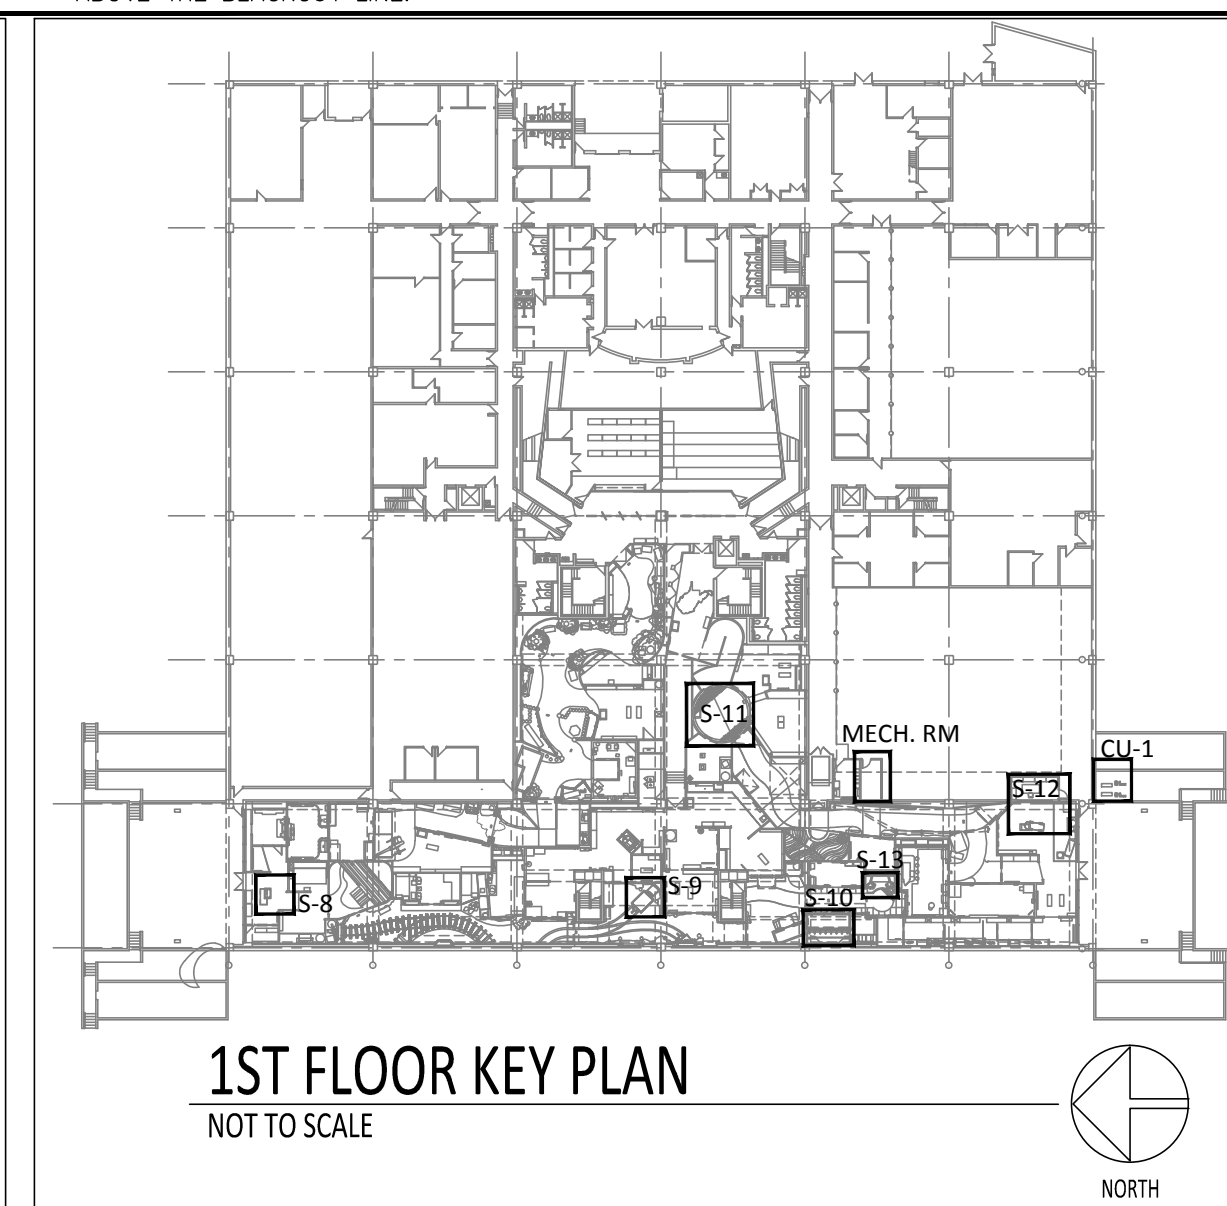 ABOVE THE BLACKOUT LINE.
S-11
MECH. RM
CU-1
S-12
S-13
S-8
S-9
S-10
1ST FLOOR KEY PLAN
NOT TO SCALE
NORTH